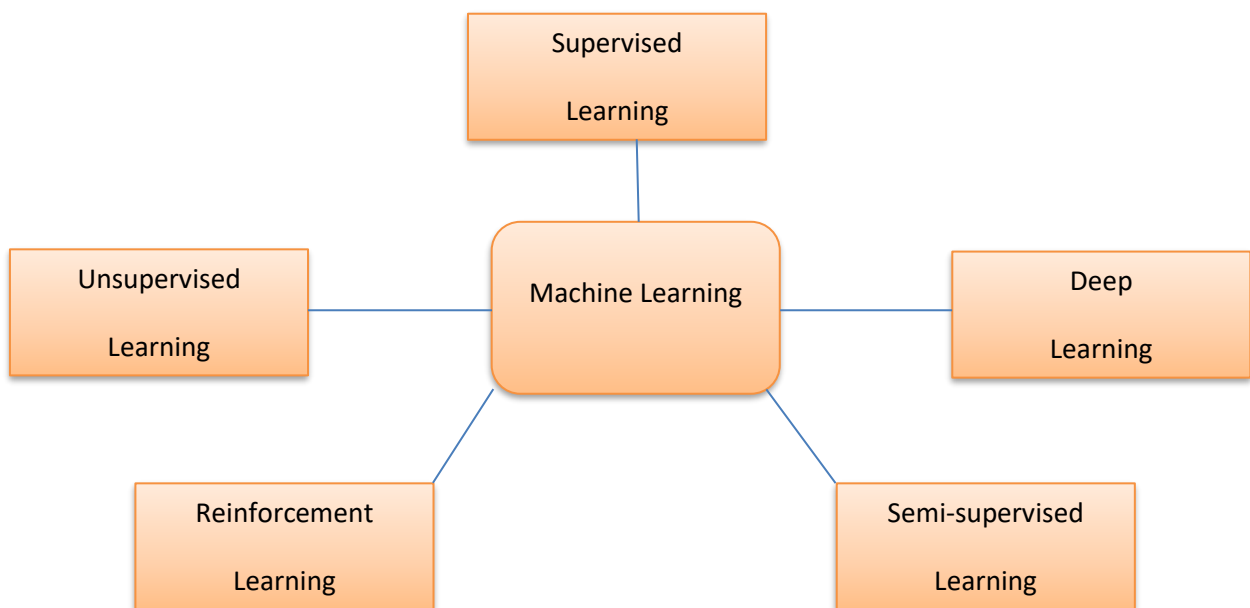 Supervised
Learning
Unsupervised
Learning
Machine Learning
Deep
Learning
Reinforcement
Learning
Semi-supervised
Learning